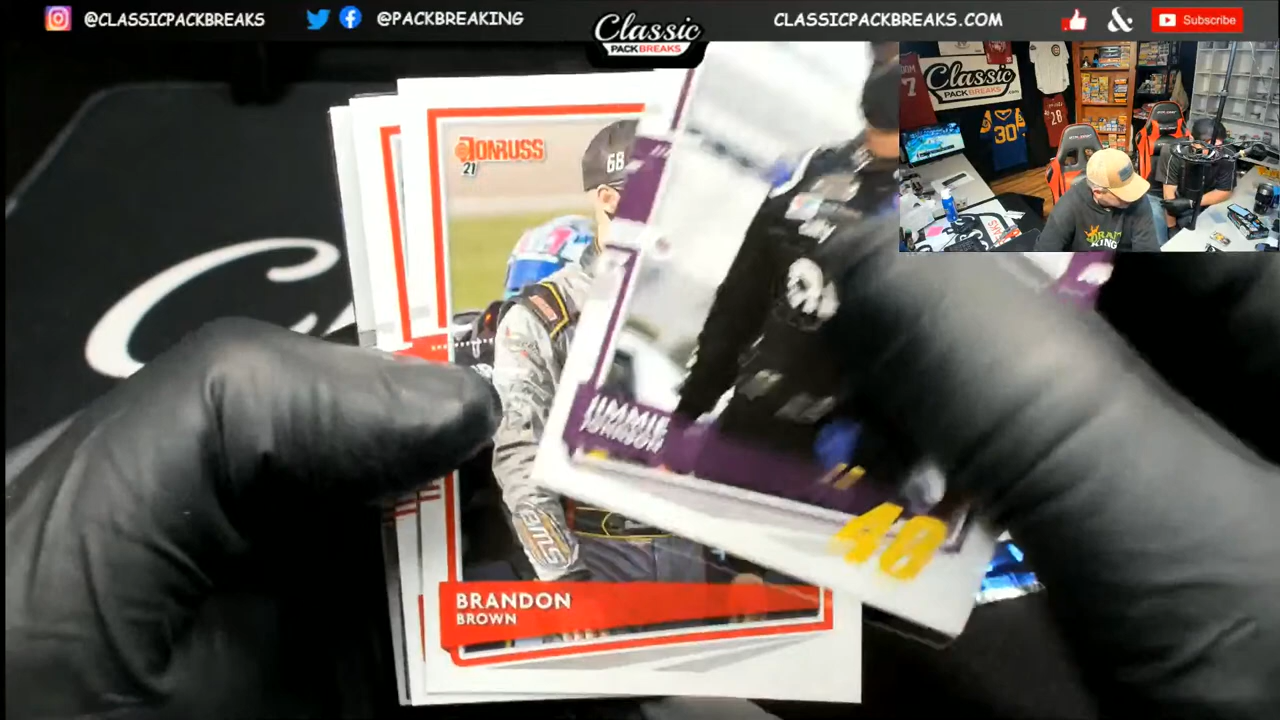 @CLASSICPACKBREAKS
@PACKBREAKING
Classic
PACK BREAKS
CLASSICPACKBREAKS.COM
Subscribe
Classic
PACK BREAKS
28
30
DONRUSS
21
68
48
BMS
BRANDON
BROWN